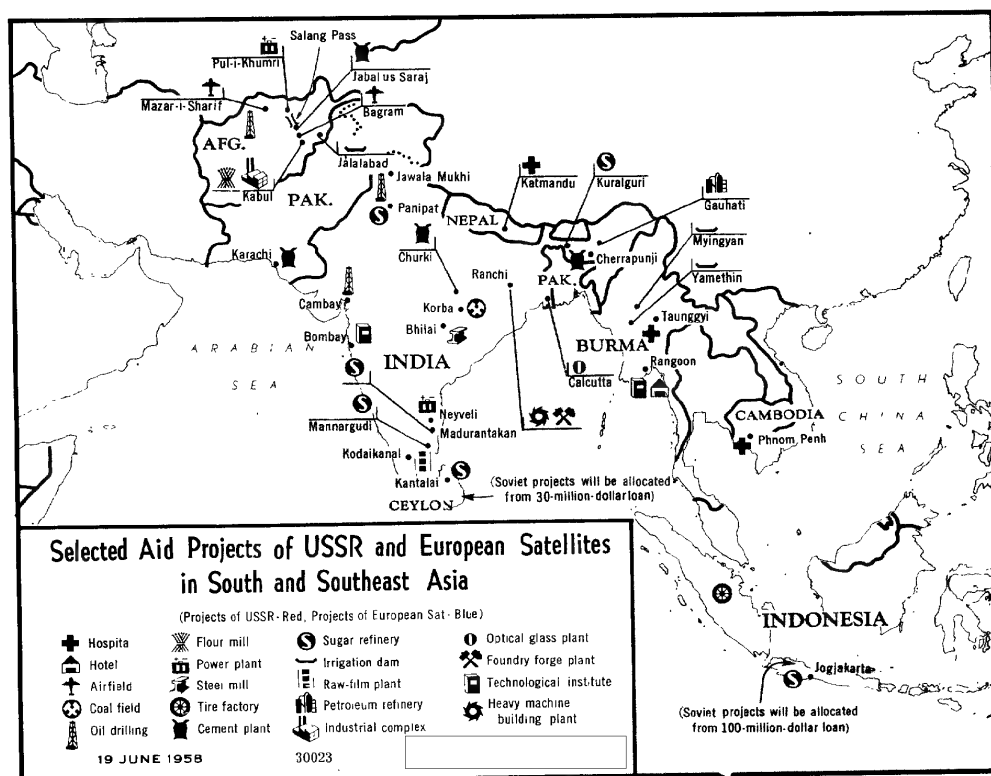 Salang Pass
Pul-i-Khumri
Jabal us Saraj
Mazar-i-Sharif
Bagram
AFG.
Jalalabad
Kabul
PAK.
Jawala Mukhi
Panipat
Katmandu
Kuralguri
Gauhati
NEPAL
Karachi
Churki
Cherrapunji
Myingyan
Yamethin
Ranchi
PAK.
Cambay
Korba
Taunggyi
Bhilai
Bombay
ARABIAN
SEA
INDIA
BURMA
Rangoon
Calcutta
SOUTH
CHINA
SEA
Neyveli
Mannargudi
Madurantakan
CAMBODIA
Phnom Penh
Kodaikanal
Kantalai
CEYLON
(Soviet projects will be allocated
from 30-million-dollar loan)
INDONESIA
Jogjakarta
(Soviet projects will be allocated
from 100-million-dollar loan)
Selected Aid Projects of USSR and European Satellites
in South and Southeast Asia
(Projects of USSR-Red, Projects of European Sat-Blue)
Hospita
Hotel
Airfield
Coal field
Oil drilling
Flour mill
Power plant
Steel mill
Tire factory
Cement plant
Sugar refinery
Irrigation dam
Raw-film plant
Petroleum refinery
Industrial complex
Optical glass plant
Foundry forge plant
Technological institute
Heavy machine
building plant
19 JUNE 1958
30023